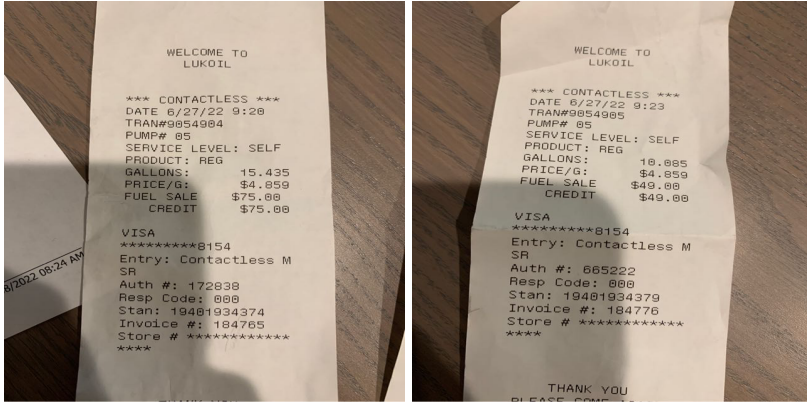 WELCOME TO
LUKOIL
*** CONTACTLESS ***
DATE 6/27/22 9:20
TRAN#9054904
PUMP# 05
SERVICE LEVEL: SELF
PRODUCT: REG
GALLONS: 15.435
PRICE/G: $4.859
FUEL SALE $75.00
CREDIT $75.00
VISA
*********8154
Entry: Contactless M
SR
Auth #: 172838
Resp Code: 000
Stan: 19401934374
Invoice #: 184765
Store # ************
****
THANK YOU
8/2022 08:24 AM
WELCOME TO
LUKOIL
*** CONTACTLESS ***
DATE 6/27/22 9:23
TRAN#9054905
PUMP# 05
SERVICE LEVEL: SELF
PRODUCT: REG
GALLONS: 10.085
PRICE/G: $4.859
FUEL SALE $49.00
CREDIT $49.00
VISA
*********8154
Entry: Contactless M
SR
Auth #: 665222
Resp Code: 000
Stan: 19401934379
Invoice #: 184776
Store # ************
****
THANK YOU
PLEASE COME